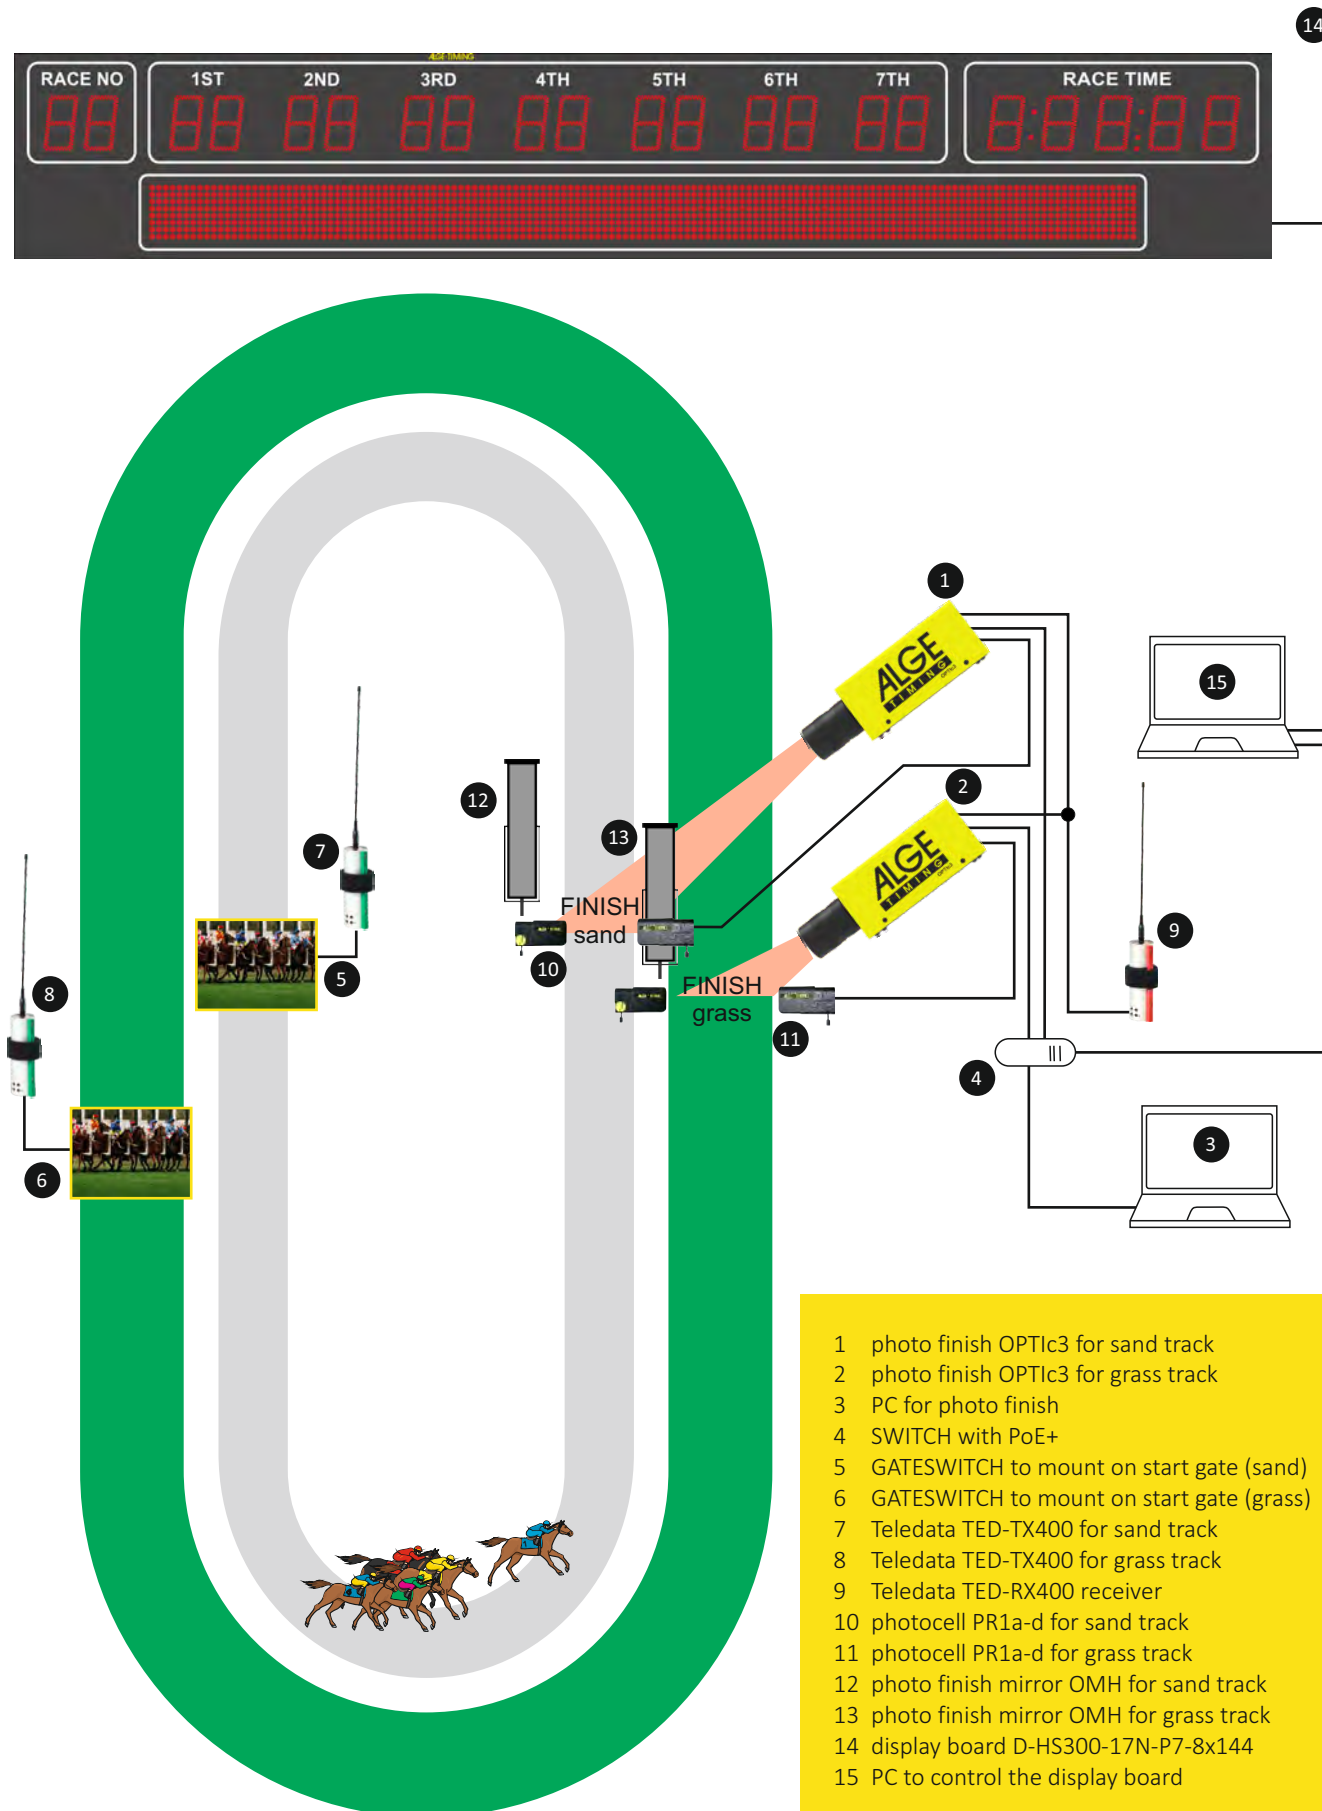 14
ALGE-TIMING
RACE NO
1ST
2ND
3RD
4TH
5TH
6TH
7TH
RACE TIME
1
ALGE
TIMING
OPTIc3
15
2
ALGE
TIMING
OPTIc3
12
13
7
FINISH
sand
9
10
5
8
FINISH
grass
11
4
3
6
1 photo finish OPTIc3 for sand track
2 photo finish OPTIc3 for grass track
3 PC for photo finish
4 SWITCH with PoE+
5 GATESWITCH to mount on start gate (sand)
6 GATESWITCH to mount on start gate (grass)
7 Teledata TED-TX400 for sand track
8 Teledata TED-TX400 for grass track
9 Teledata TED-RX400 receiver
10 photocell PR1a-d for sand track
11 photocell PR1a-d for grass track
12 photo finish mirror OMH for sand track
13 photo finish mirror OMH for grass track
14 display board D-HS300-17N-P7-8x144
15 PC to control the display board